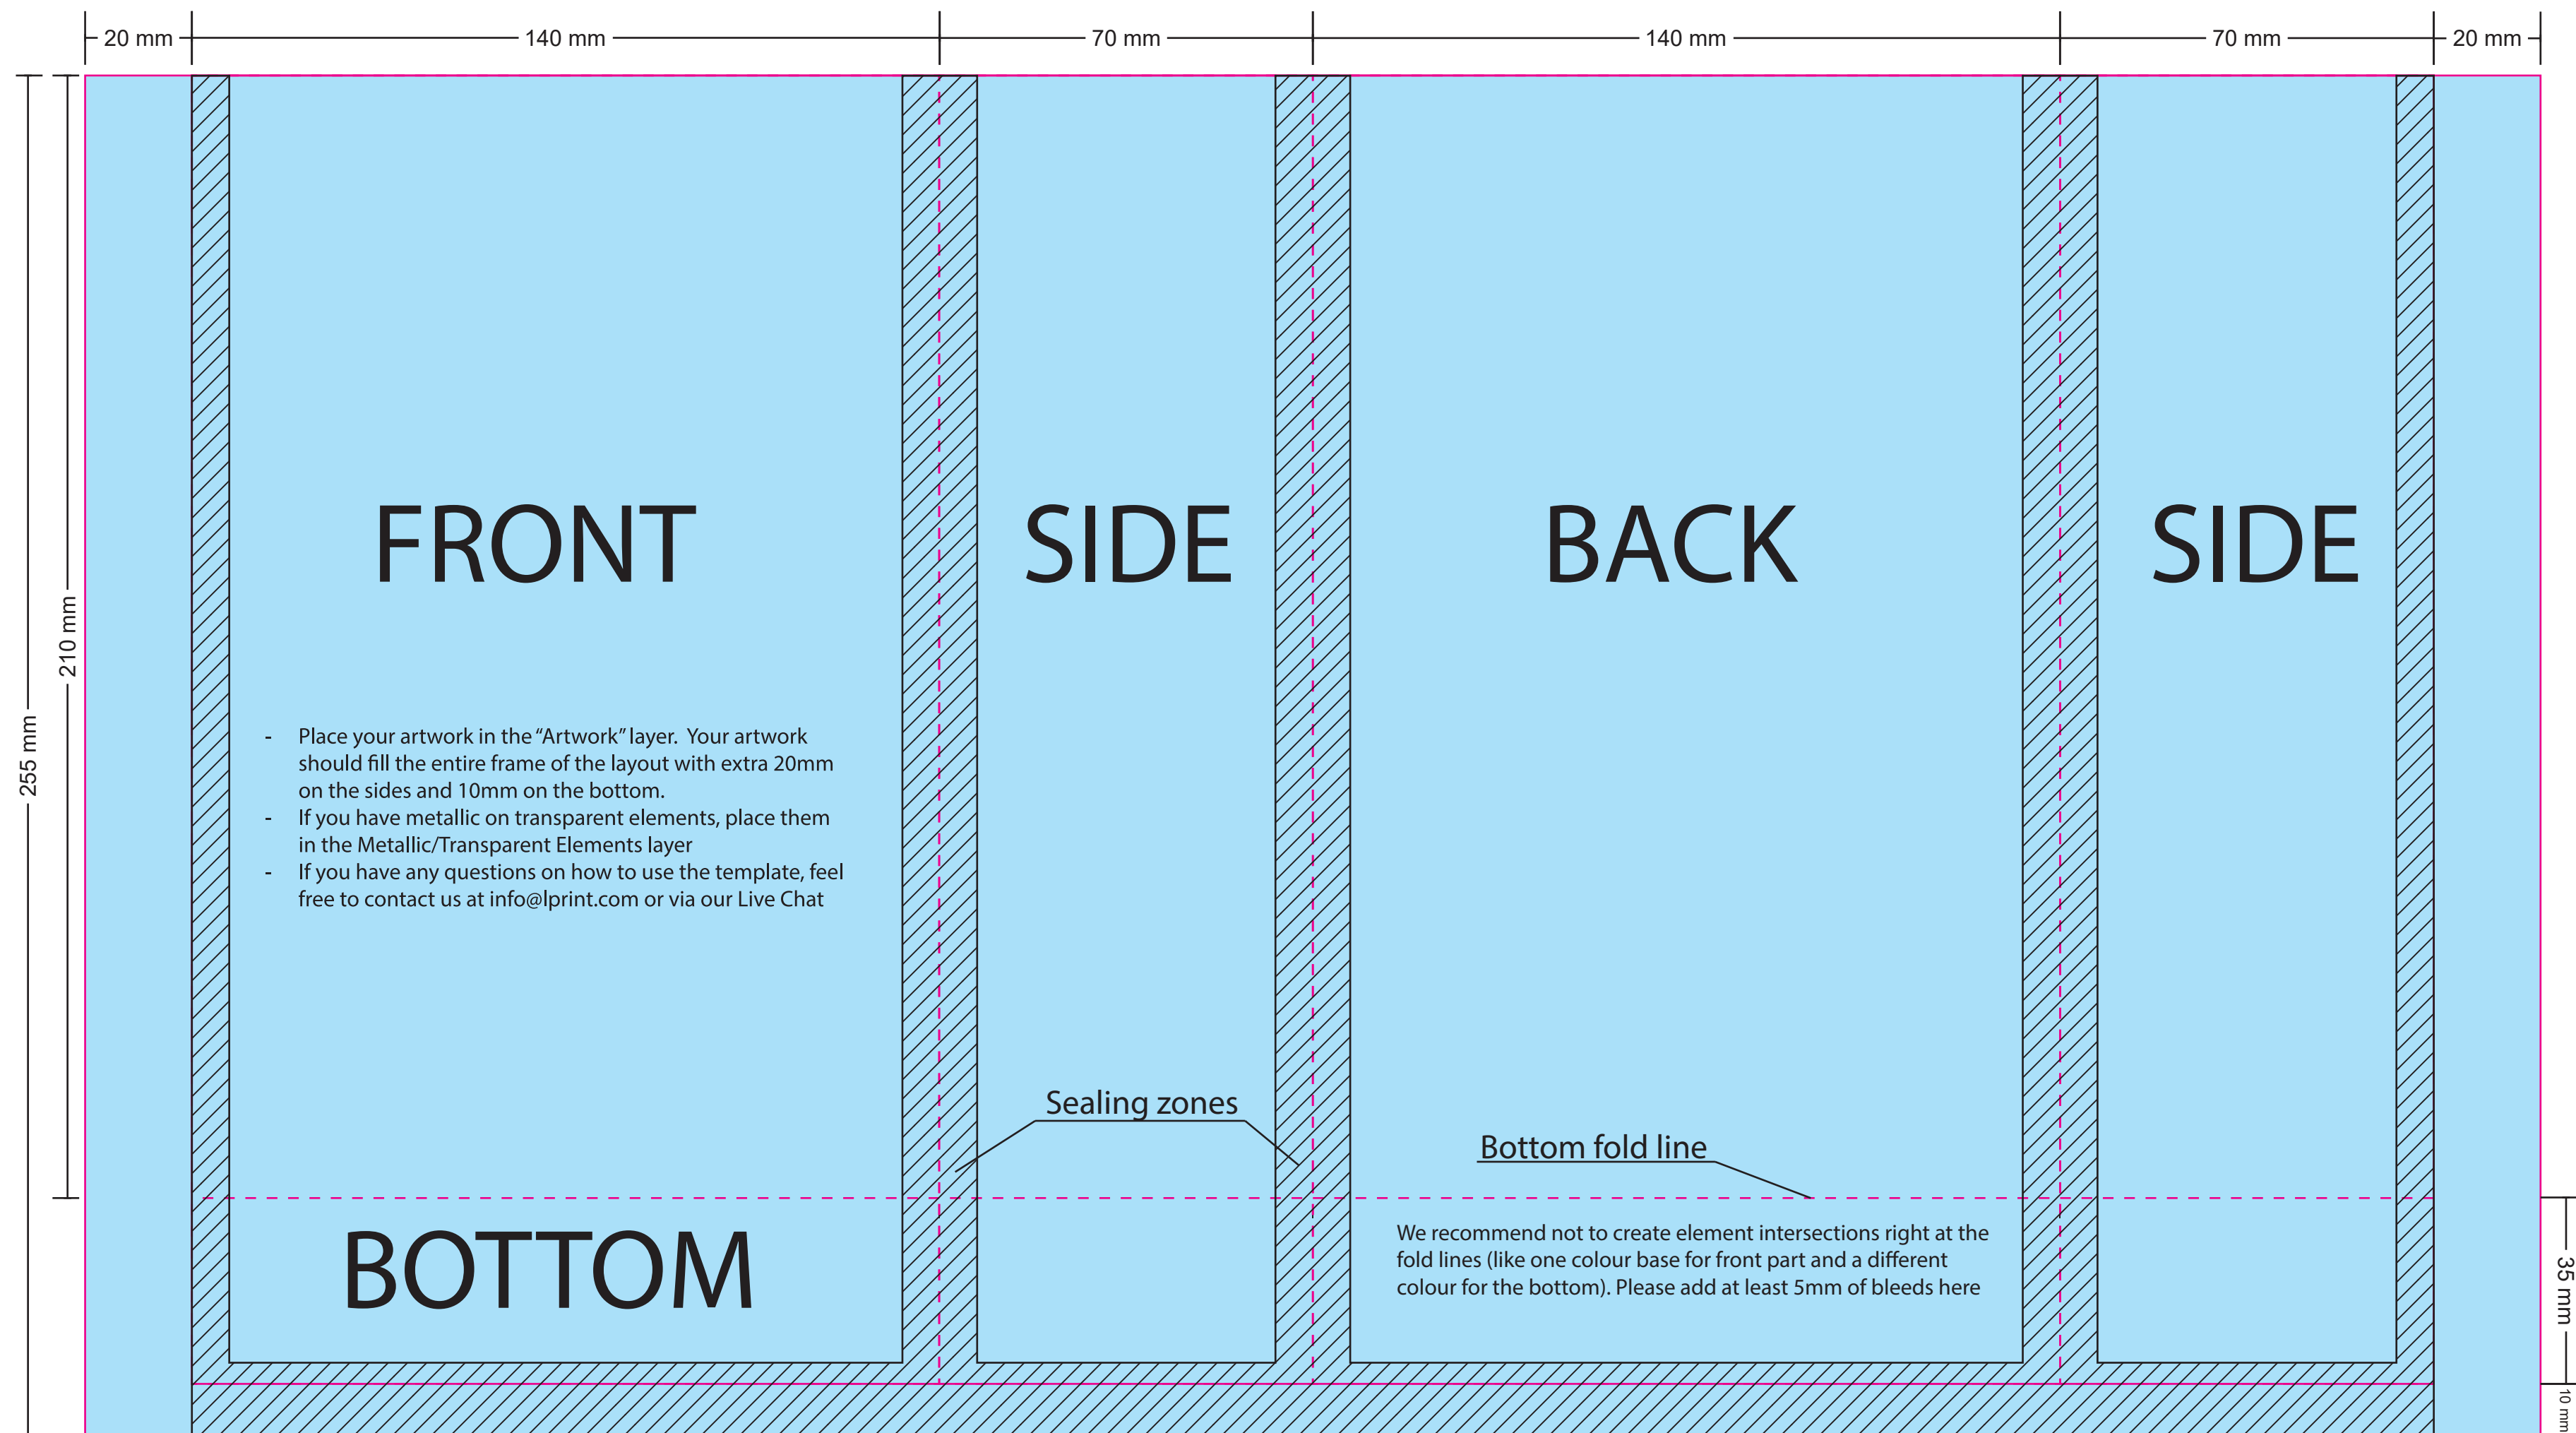 20 mm
140 mm
70 mm
140 mm
70 mm
20 mm
255 mm
210 mm
FRONT
SIDE
BACK
SIDE
- Place your artwork in the “Artwork” layer. Your artwork
should fill the entire frame of the layout with extra 20mm
on the sides and 10mm on the bottom.
- If you have metallic on transparent elements, place them
in the Metallic/Transparent Elements layer
- If you have any questions on how to use the template, feel
free to contact us at info@lprint.com or via our Live Chat
Sealing zones
Bottom fold line
BOTTOM
We recommend not to create element intersections right at the
fold lines (like one colour base for front part and a different
colour for the bottom). Please add at least 5mm of bleeds here
35 mm
10 mm